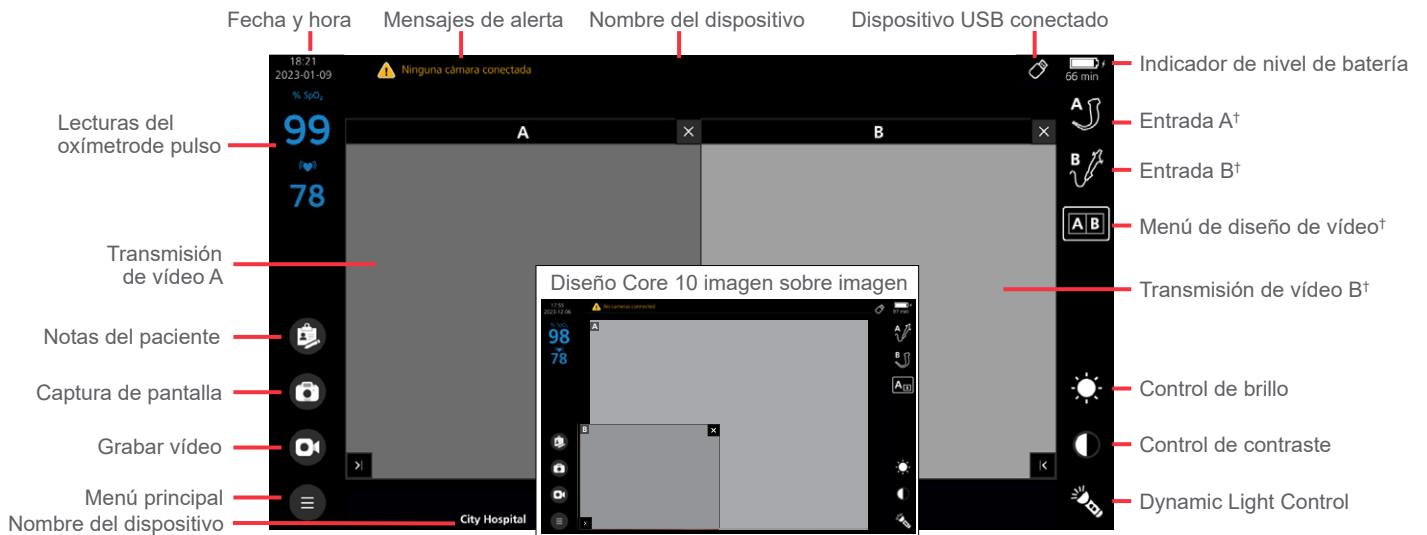 Fecha y hora
Mensajes de alerta
Nombre del dispositivo
Dispositivo USB conectado
18:21
2023-01-09
Ninguna cámara conectada
66 min
Indicador de nivel de batería
% SpO₂
99
78
Lecturas del
oxímetrode pulso
A
B
A
Entrada A†
B
Entrada B†
A B
Menú de diseño de vídeo†
Transmisión
de vídeo A
Transmisión de vídeo B†
Diseño Core 10 imagen sobre imagen
17:55
2023-12-06
No cameras connected
97 min
% SpO₂
98
78
A
A
B
A
B
Notas del paciente
Captura de pantalla
Grabar vídeo
Menú principal
Nombre del dispositivo
City Hospital
Control de brillo
Control de contraste
Dynamic Light Control